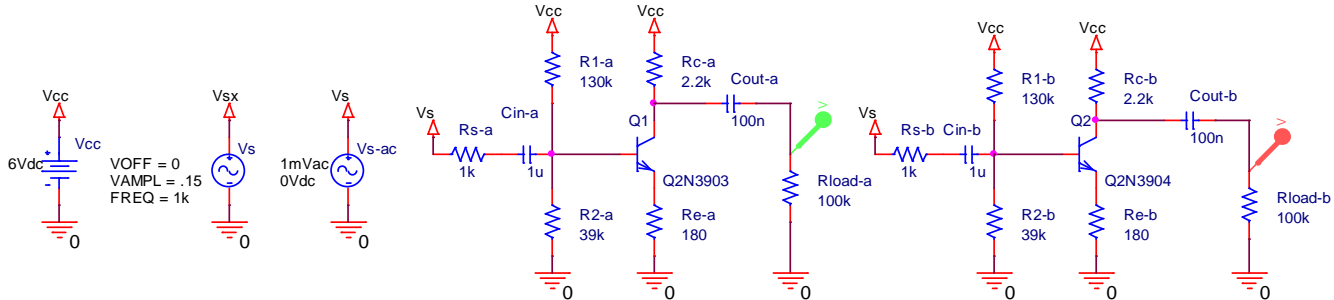 Vcc
Vcc
6Vdc
Vsx
Vs
VOFF = 0
VAMPL = .15
FREQ = 1k
Vs
Vs-ac
1mVac
0Vdc
0
0
0
Vs
Rs-a
1k
Cin-a
1u
Vcc
R1-a
130k
R2-a
39k
0
Vcc
Rc-a
2.2k
Q1
Q2N3903
Re-a
180
0
Cout-a
100n
V
Rload-a
100k
0
Vs
Rs-b
1k
Cin-b
1u
Vcc
R1-b
130k
R2-b
39k
0
Vcc
Rc-b
2.2k
Q2
Q2N3904
Re-b
180
0
Cout-b
100n
V
Rload-b
100k
0